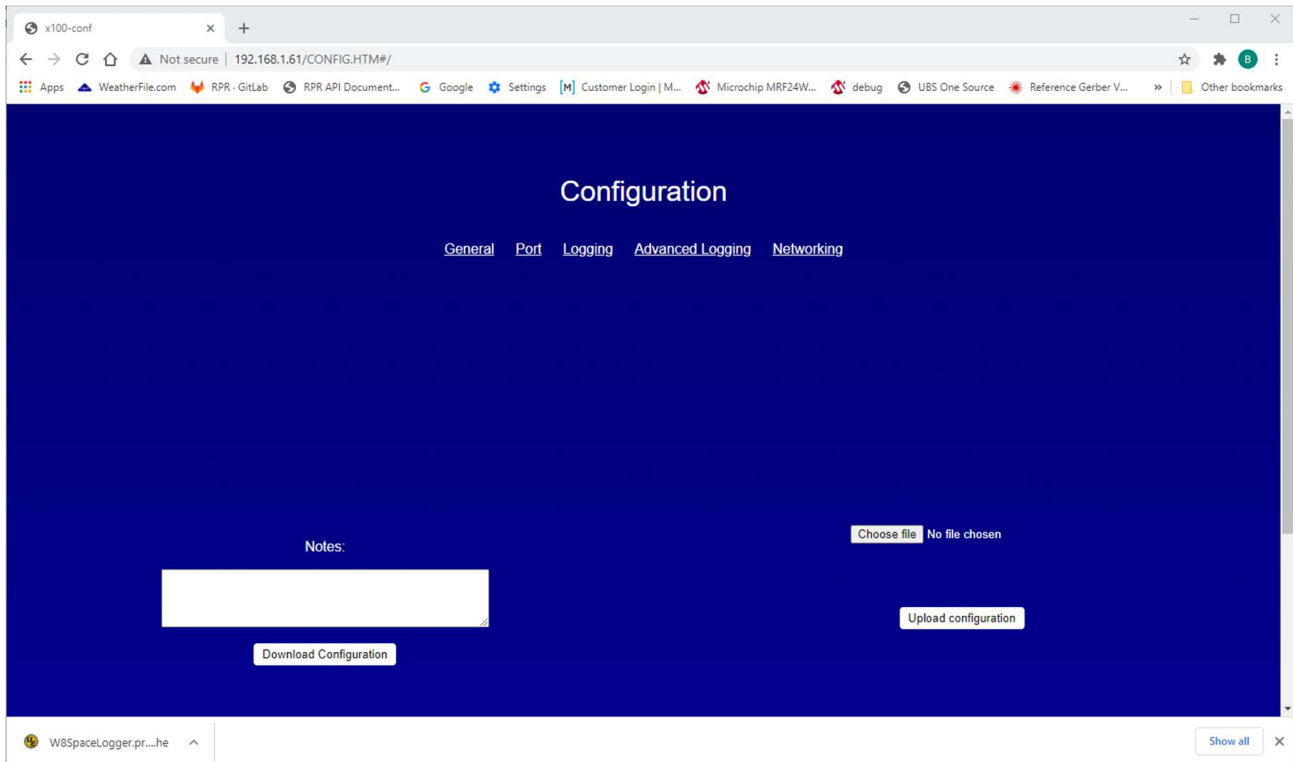 x100-conf
Not secure | 192.168.1.61/CONFIG.HTM#/
B
Apps WeatherFile.com RPR - GitLab RPR API Document... Google Settings [M] Customer Login | M... Microchip MRF24W... debug UBS One Source Reference Gerber V... » Other bookmarks
Configuration
General Port Logging Advanced Logging Networking
Choose file No file chosen
Notes:
Upload configuration
Download Configuration
W8SpaceLogger.pr....he
Show all